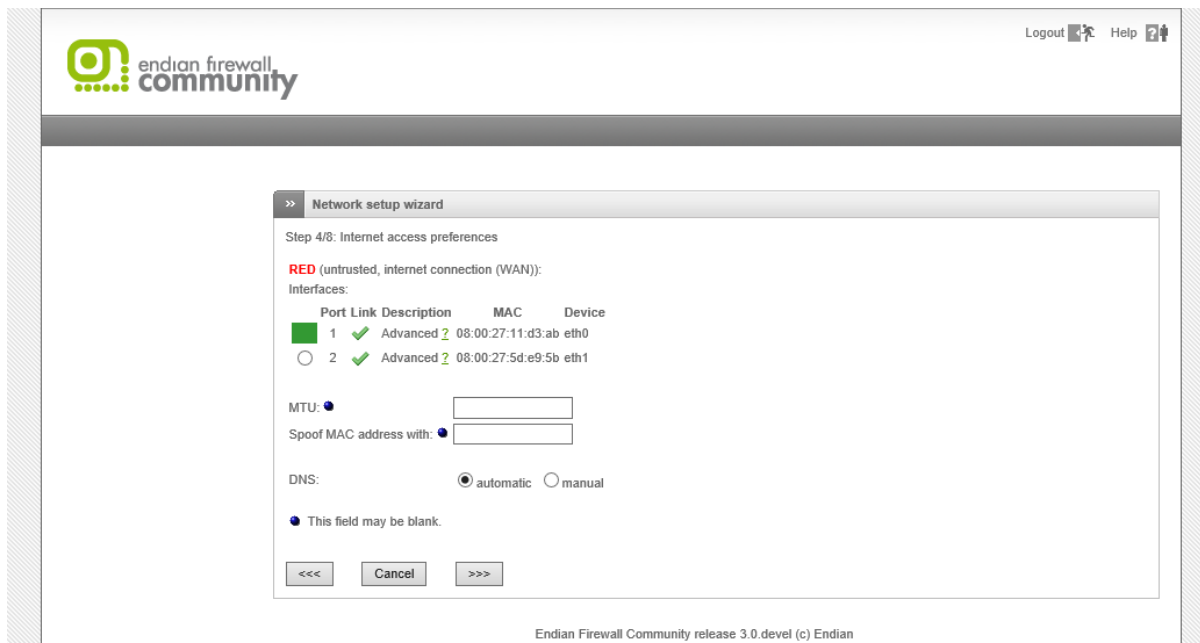 Logout Help
endian firewall
community
Network setup wizard
Step 4/8: Internet access preferences
RED (untrusted, internet connection (WAN)):
Interfaces:
Port Link Description MAC Device
1 Advanced ? 08:00:27:11:d3:ab eth0
2 Advanced ? 08:00:27:5d:e9:5b eth1
MTU:
Spoof MAC address with:
DNS: automatic manual
This field may be blank.
<<< Cancel >>>
Endian Firewall Community release 3.0.devel (c) Endian